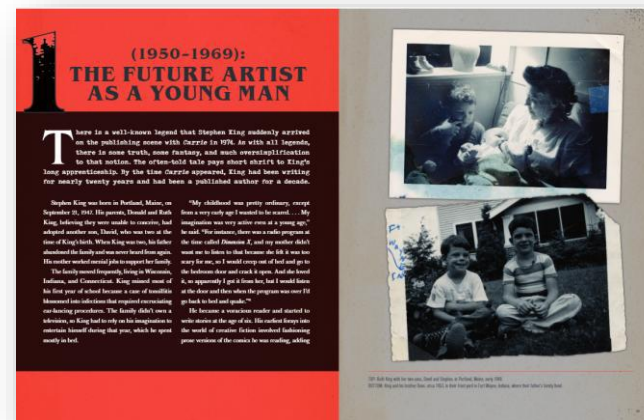 1
(1950–1969):
THE FUTURE ARTIST
AS A YOUNG MAN
There is a well-known legend that Stephen King suddenly arrived
on the publishing scene with Carrie in 1974. As with all legends,
there is some truth, some fantasy, and much oversimplification
to that notion. The often-told tale pays short shrift to King's
long apprenticeship. By the time Carrie appeared, King had been writing
for nearly twenty years and had been a published author for a decade.
Stephen King was born in Portland, Maine, on
September 21, 1947. His parents, Donald and Ruth
King, believing they were unable to conceive, had
adopted another son, David, who was two at the
time of King's birth. When King was two, his father
abandoned the family and was never heard from again.
His mother worked menial jobs to support her family.
The family moved frequently, living in Wisconsin,
Indiana, and Connecticut. King missed most of
his first year of school because a case of tonsillitis
blossomed into infections that required excruciating
ear-lancing procedures. The family didn't own a
television, so King had to rely on his imagination to
entertain himself during that year, which he spent
mostly in bed.
"My childhood was pretty ordinary, except
from a very early age I wanted to be scared. . . . My
imagination was very active even at a young age,"
he said. "For instance, there was a radio program at
the time called Dimension X, and my mother didn't
want me to listen to that because she felt it was too
scary for me, so I would creep out of bed and go to
the bedroom door and crack it open. And she loved
it, so apparently I got it from her, but I would listen
at the door and then when the program was over I'd
go back to bed and quake."
He became a voracious reader and started to
write stories at the age of six. His earliest forays into
the world of creative fiction involved fashioning
prose versions of the comics he was reading, adding
TOP: Ruth King with her two sons, David and Stephen, in Portland, Maine, early 1948.